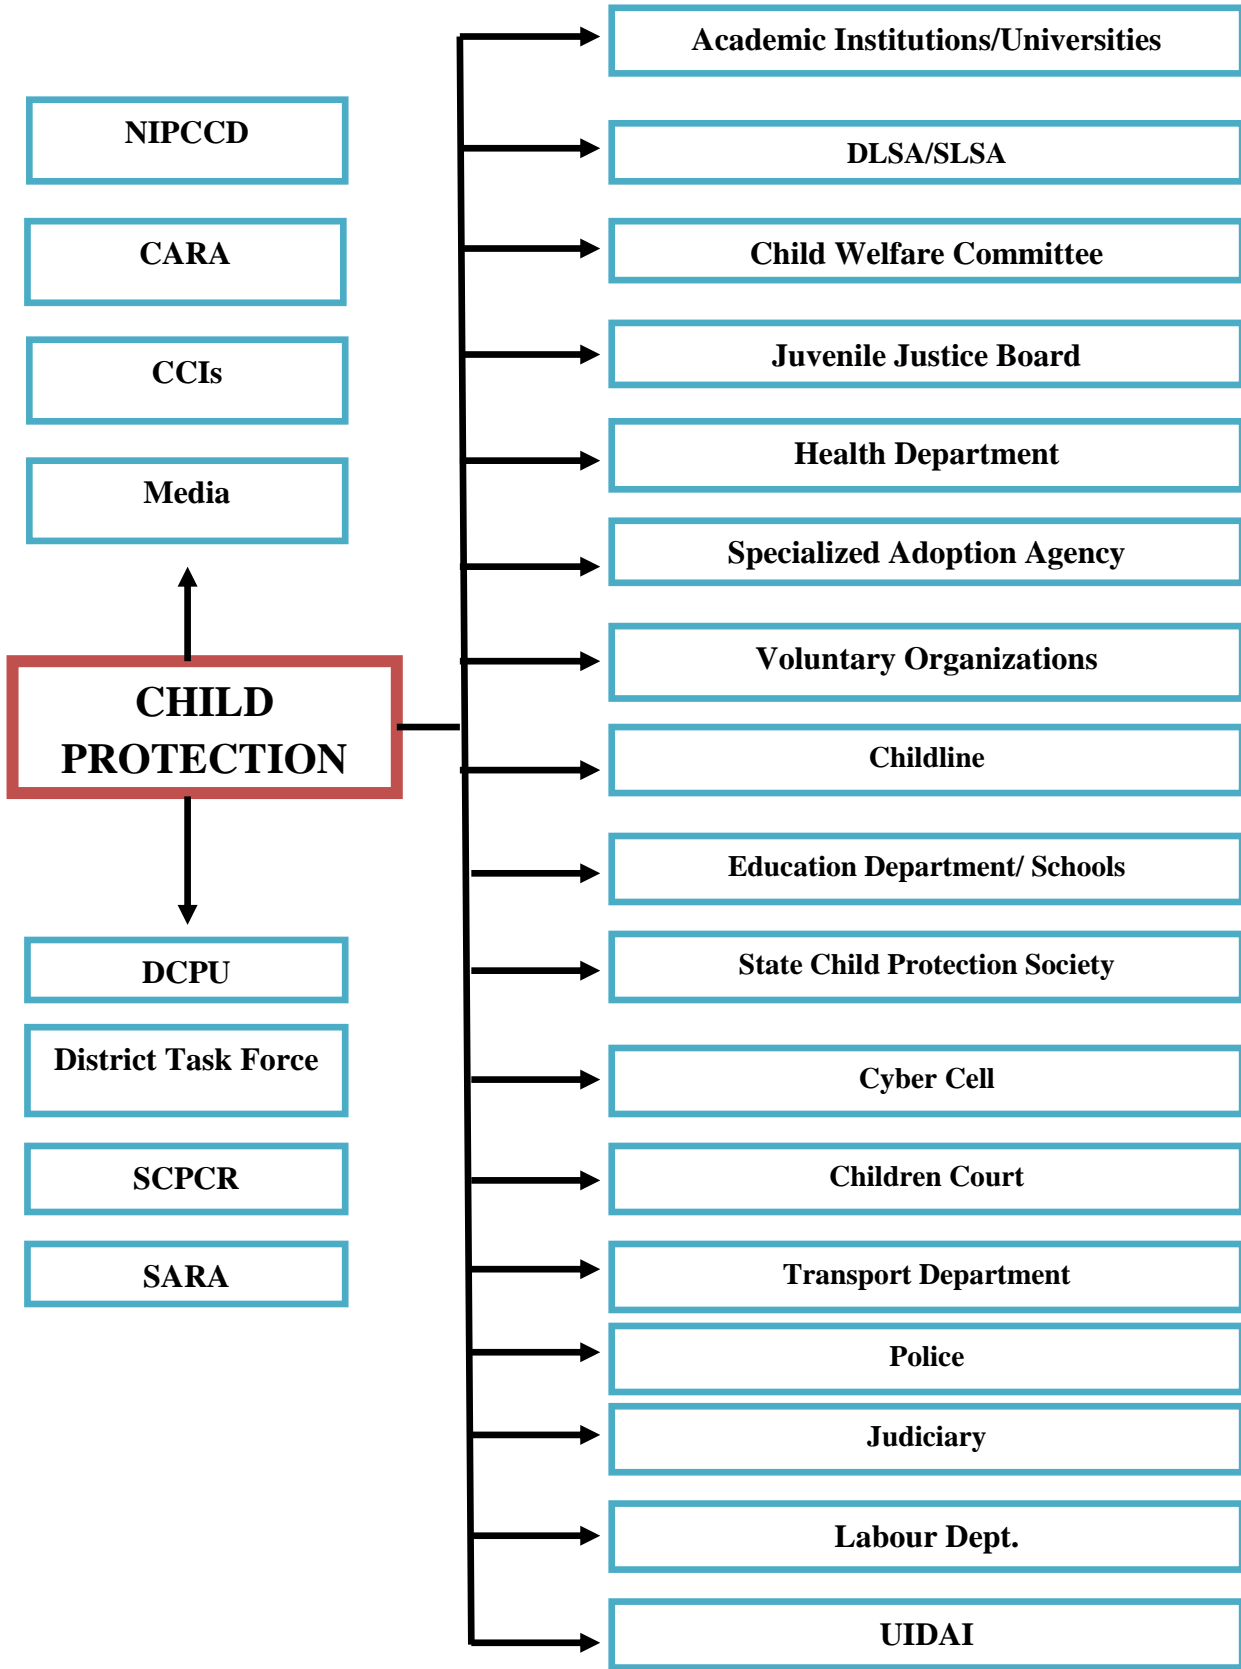 NIPCCD
CARA
CCIs
Media
CHILD
PROTECTION
DCPU
District Task Force
SCPCR
SARA
Academic Institutions/Universities
DLSA/SLSA
Child Welfare Committee
Juvenile Justice Board
Health Department
Specialized Adoption Agency
Voluntary Organizations
Childline
Education Department/ Schools
State Child Protection Society
Cyber Cell
Children Court
Transport Department
Police
Judiciary
Labour Dept.
UIDAI